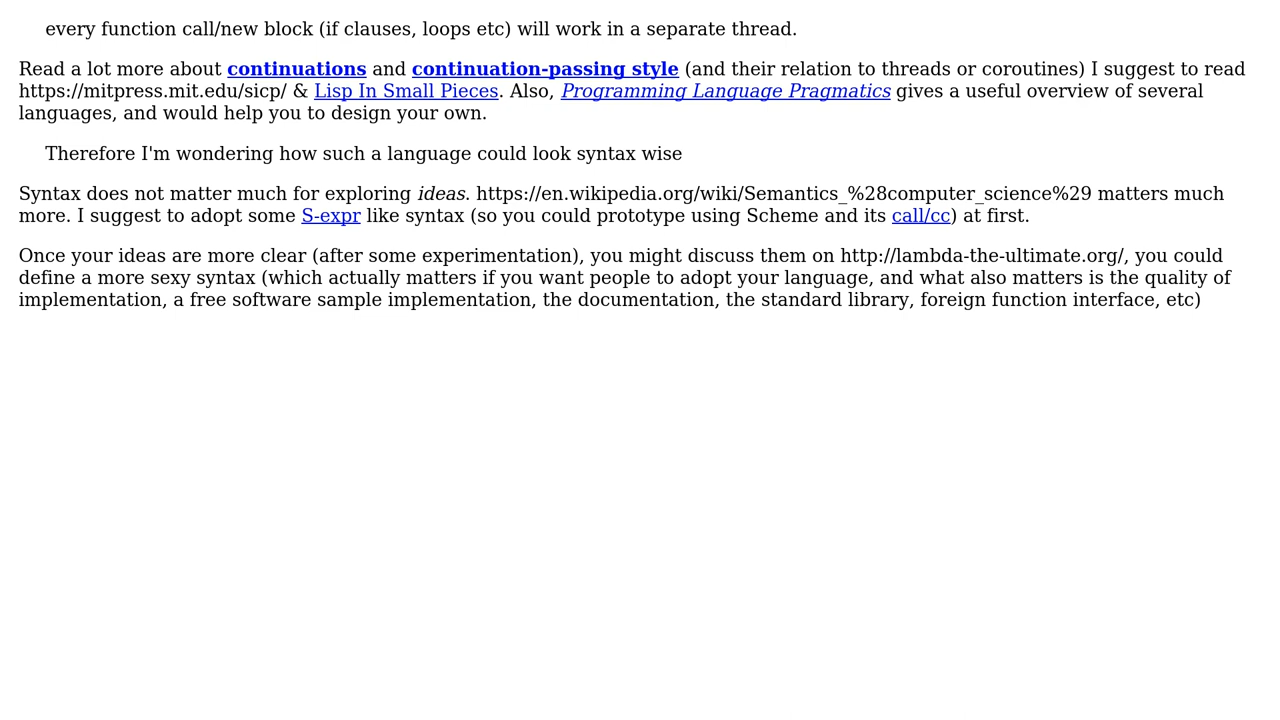 every function call/new block (if clauses, loops etc) will work in a separate thread.
Read a lot more about continuations and continuation-passing style (and their relation to threads or coroutines) I suggest to read
https://mitpress.mit.edu/sicp/ & Lisp In Small Pieces. Also, Programming Language Pragmatics gives a useful overview of several
languages, and would help you to design your own.
Therefore I'm wondering how such a language could look syntax wise
Syntax does not matter much for exploring ideas. https://en.wikipedia.org/wiki/Semantics_%28computer_science%29 matters much
more. I suggest to adopt some S-expr like syntax (so you could prototype using Scheme and its call/cc) at first.
Once your ideas are more clear (after some experimentation), you might discuss them on http://lambda-the-ultimate.org/, you could
define a more sexy syntax (which actually matters if you want people to adopt your language, and what also matters is the quality of
implementation, a free software sample implementation, the documentation, the standard library, foreign function interface, etc)